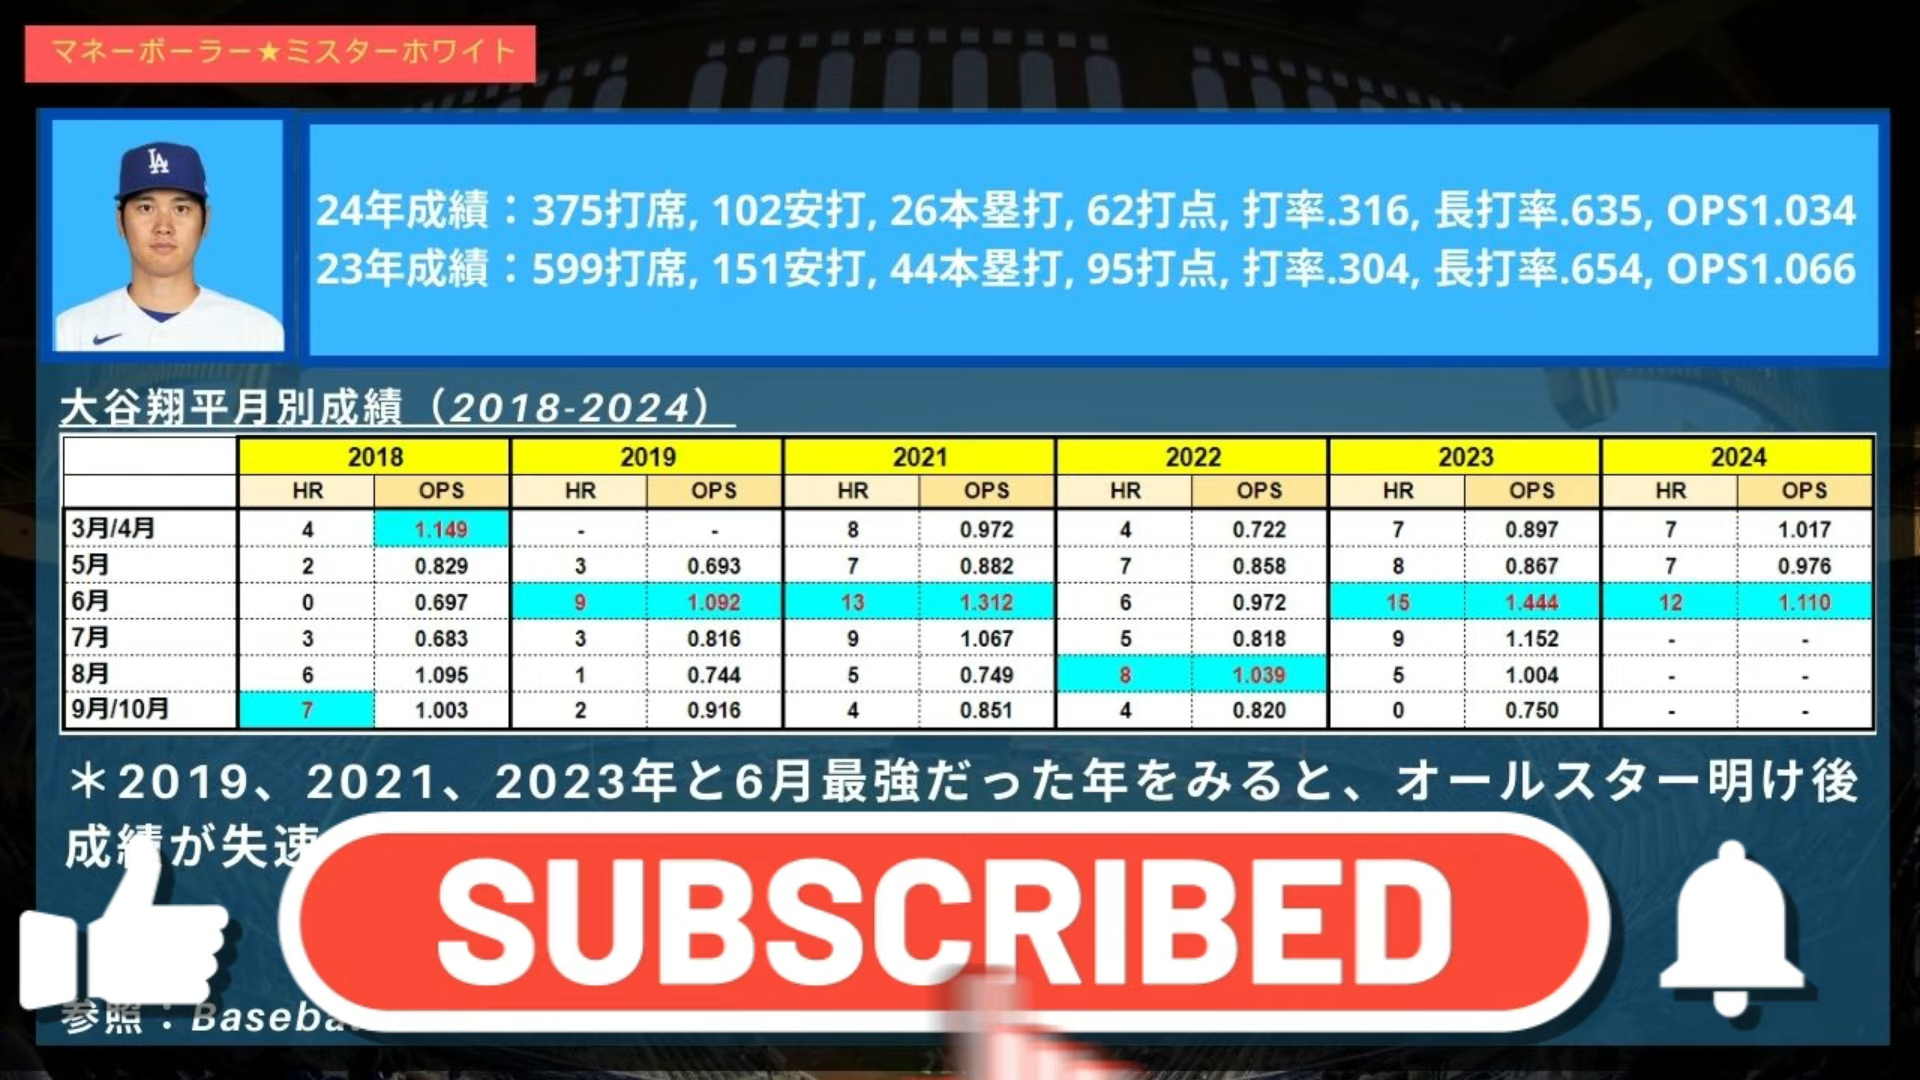 マネーボーラー★ミスターホワイト
LA
24年成績：375打席, 102安打, 26本塁打, 62打点, 打率.316, 長打率.635, OPS1.034
23年成績：599打席, 151安打, 44本塁打, 95打点, 打率.304, 長打率.654, OPS1.066
大谷翔平月別成績（2018-2024）
2018 2019 2021 2022 2023 2024
HR OPS HR OPS HR OPS HR OPS HR OPS HR OPS
3月/4月 4 1.149 - - 8 0.972 4 0.722 7 0.897 7 1.017
5月 2 0.829 3 0.693 7 0.882 7 0.858 8 0.867 7 0.976
6月 0 0.697 9 1.092 13 1.312 6 0.972 15 1.444 12 1.110
7月 3 0.683 3 0.816 9 1.067 5 0.818 9 1.152 - -
8月 6 1.095 1 0.744 5 0.749 8 1.039 5 1.004 - -
9月/10月 7 1.003 2 0.916 4 0.851 4 0.820 0 0.750 - -
＊2019、2021、2023年と6月最強だった年をみると、オールスター明け後
成績が失速
SUBSCRIBED
参照：